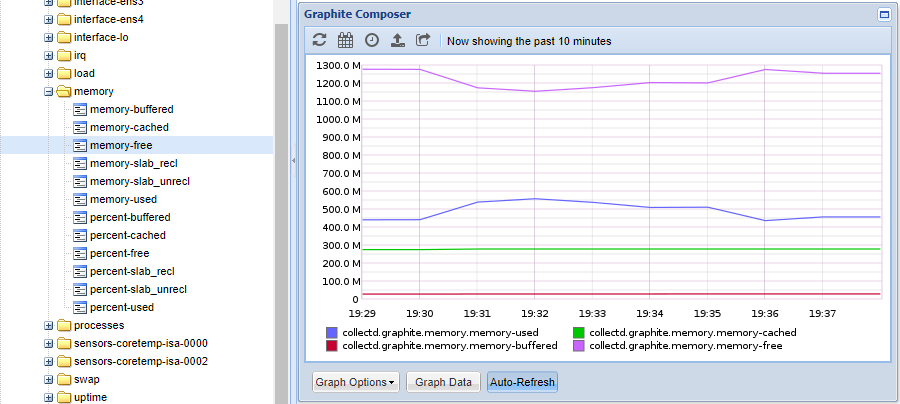 interface-ens3
interface-ens4
interface-lo
irq
load
memory
memory-buffered
memory-cached
memory-free
memory-slab_recl
memory-slab_unrecl
memory-used
percent-buffered
percent-cached
percent-free
percent-slab_recl
percent-slab_unrecl
percent-used
processes
sensors-coretemp-isa-0000
sensors-coretemp-isa-0002
swap
uptime
Graphite Composer
Now showing the past 10 minutes
1300.0 M
1200.0 M
1100.0 M
1000.0 M
900.0 M
800.0 M
700.0 M
600.0 M
500.0 M
400.0 M
300.0 M
200.0 M
100.0 M
0
19:29 19:30 19:31 19:32 19:33 19:34 19:35 19:36 19:37
collectd.graphite.memory.memory-used collectd.graphite.memory.memory-cached
collectd.graphite.memory.memory-buffered collectd.graphite.memory.memory-free
Graph Options Graph Data Auto-Refresh